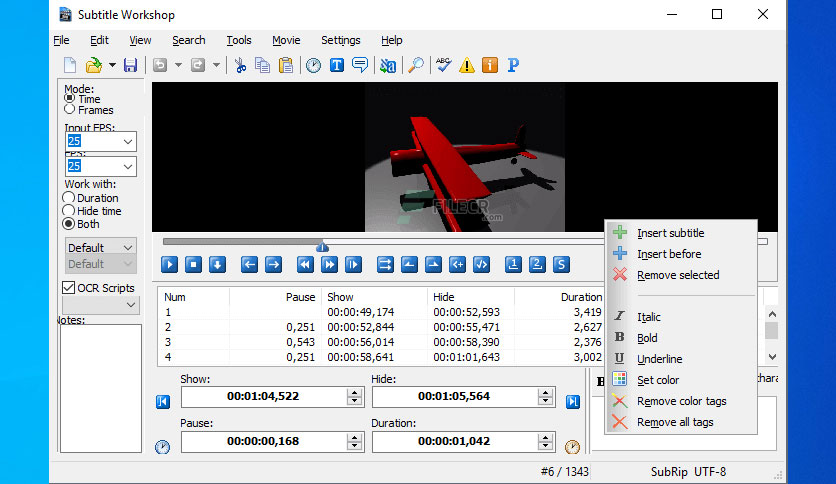 Subtitle Workshop
File Edit View Search Tools Movie Settings Help
ABC
T
P
Mode:
Time
Frames
Input FPS:
25
FPS:
25
Work with:
Duration
Hide time
Both
Default
Default
OCR Scripts
Notes:
FILECR
.com
1 2 S
Num Pause Show Hide Duration
1 00:00:49,174 00:00:52,593 3,419
2 0,251 00:00:52,844 00:00:55,471 2,627
3 0,543 00:00:56,014 00:00:58,390 2,376
4 0,251 00:00:58,641 00:01:01,643 3,002
Show: Hide:
00:01:04,522 00:01:05,564
Pause: Duration:
00:00:00,168 00:00:01,042
Insert subtitle
Insert before
Remove selected
I Italic
B Bold
U Underline
Set color
Remove color tags
Remove all tags
B
#6 / 1343 SubRip UTF-8